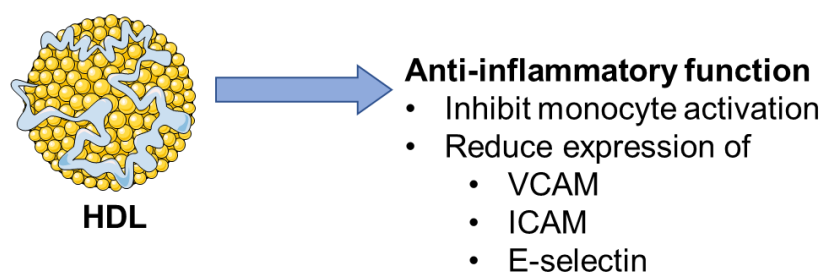 Anti-inflammatory function
• Inhibit monocyte activation
• Reduce expression of
• VCAM
• ICAM
• E-selectin
HDL